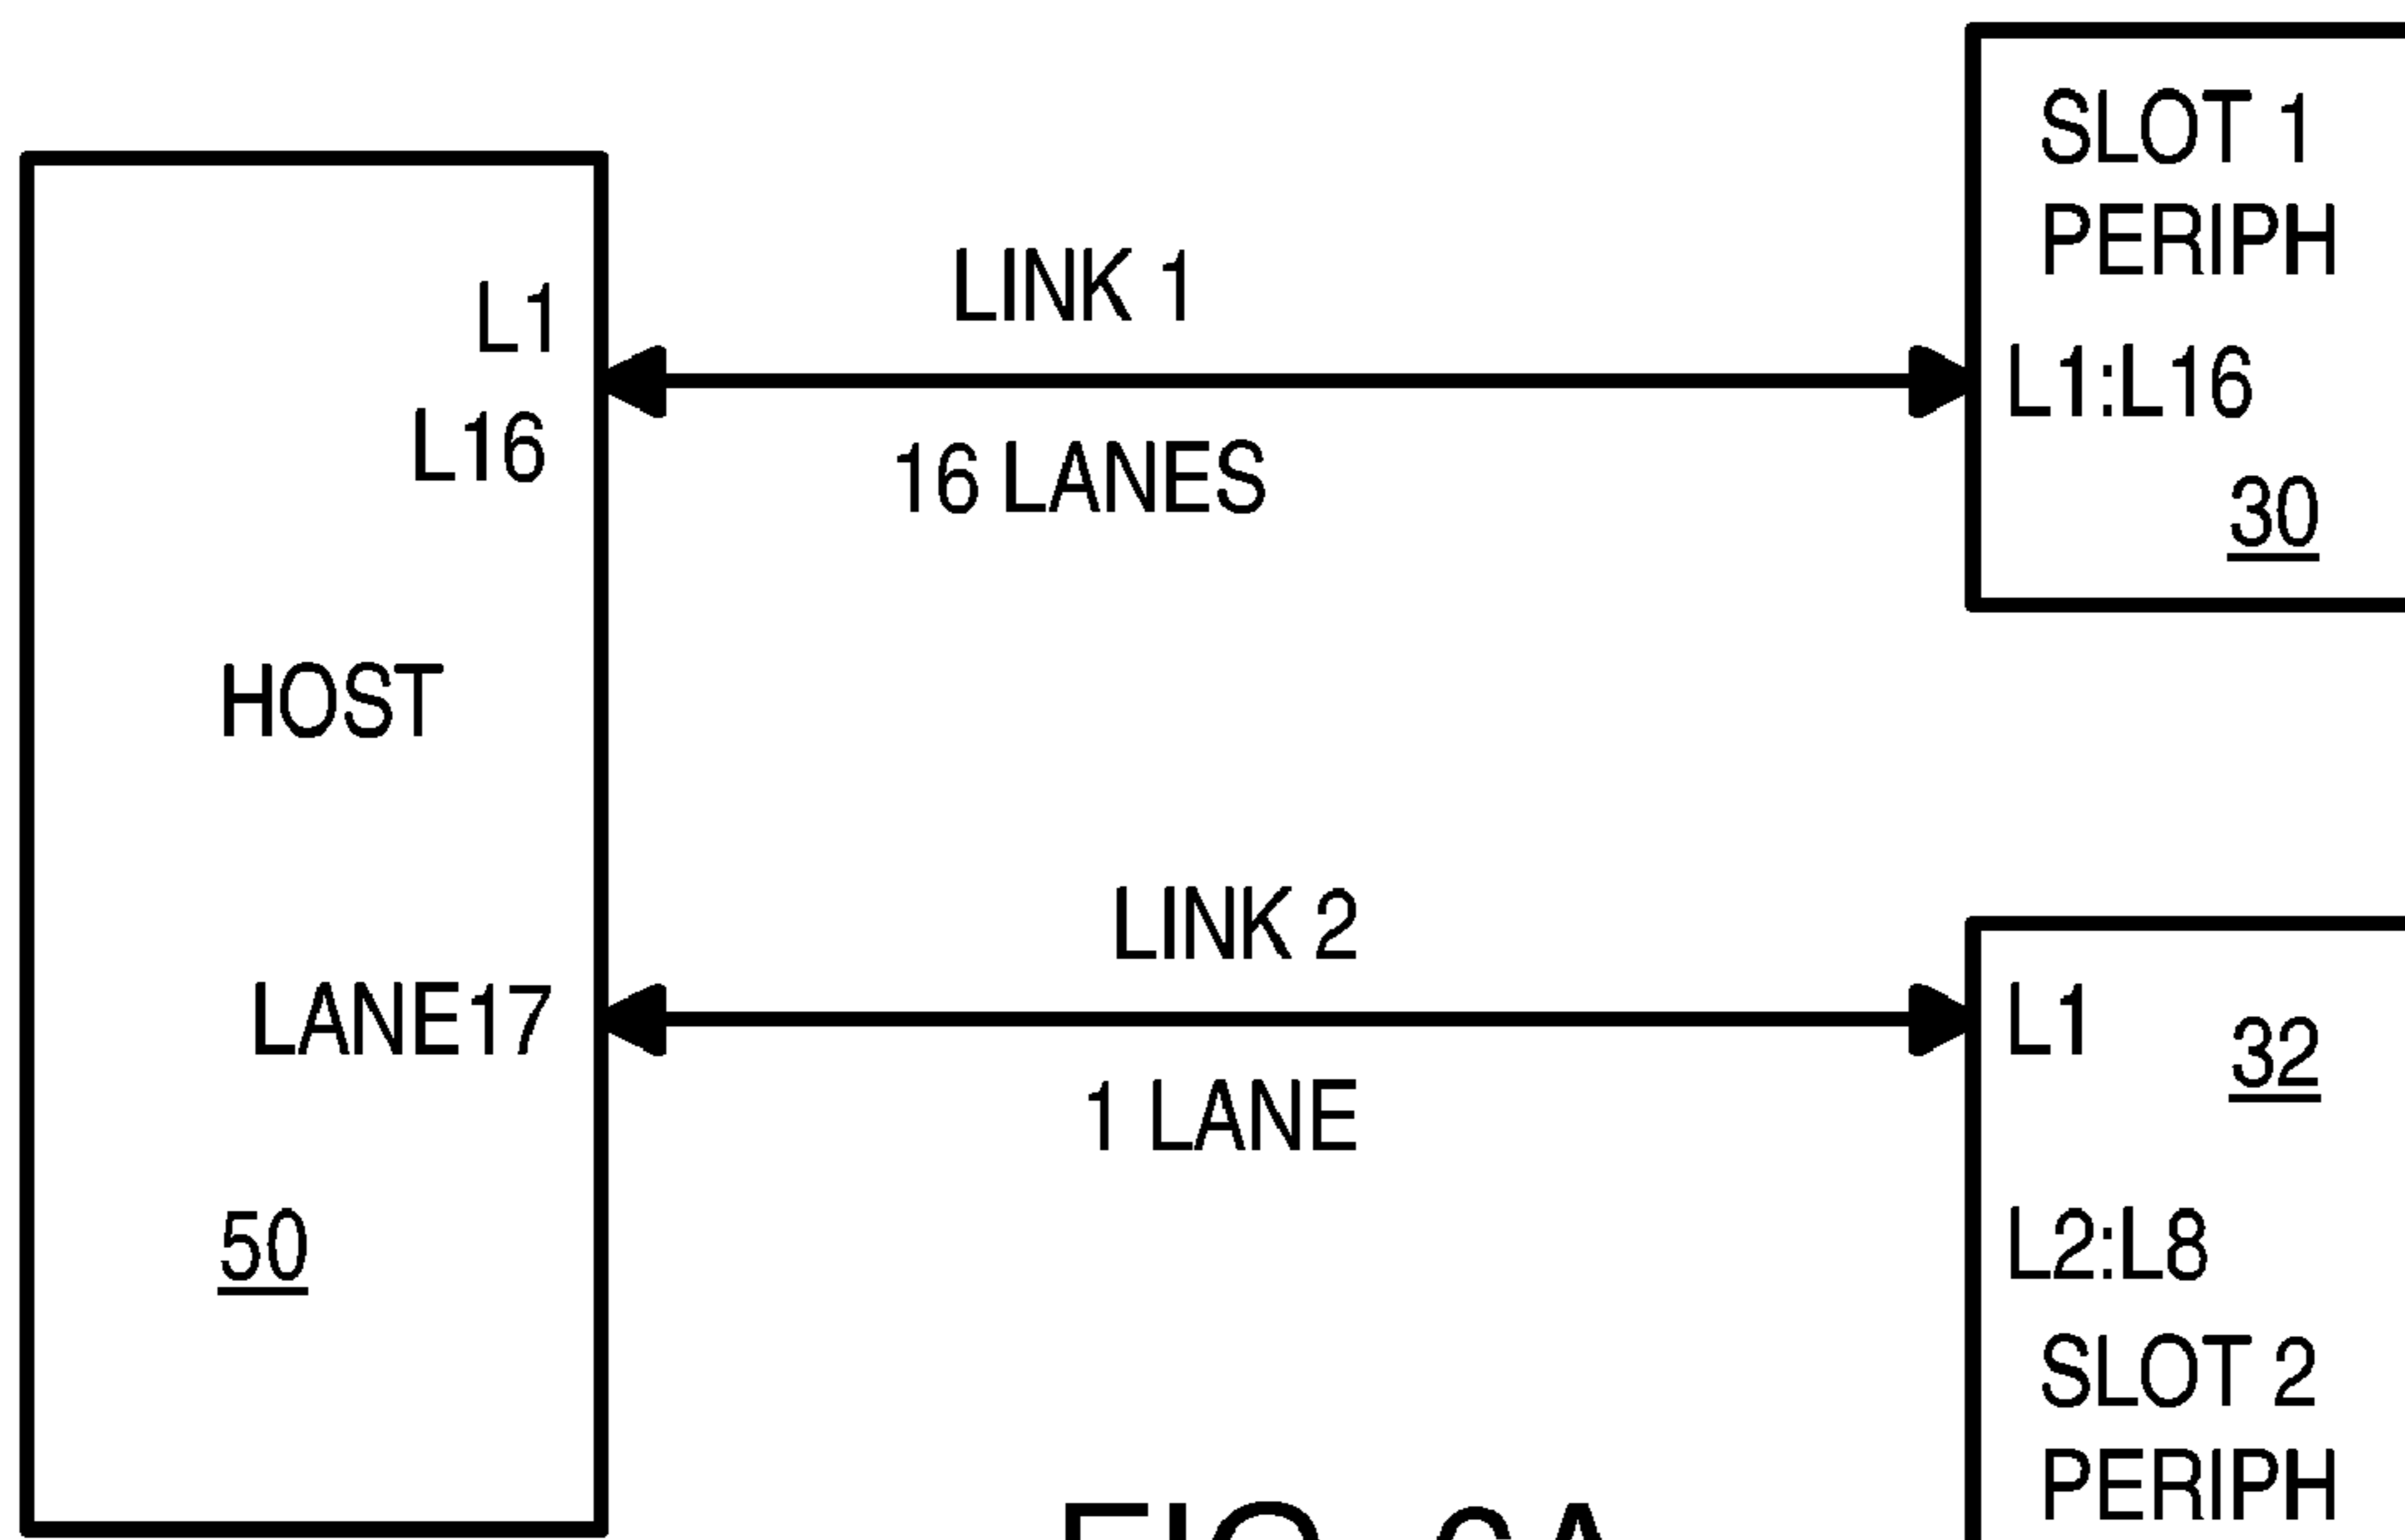 L1
L16
HOST
LANE17
50
LINK 1
16 LANES
LINK 2
1 LANE
SLOT 1
PERIPH
L1:L16
30
L1
32
L2:L8
SLOT 2
PERIPH